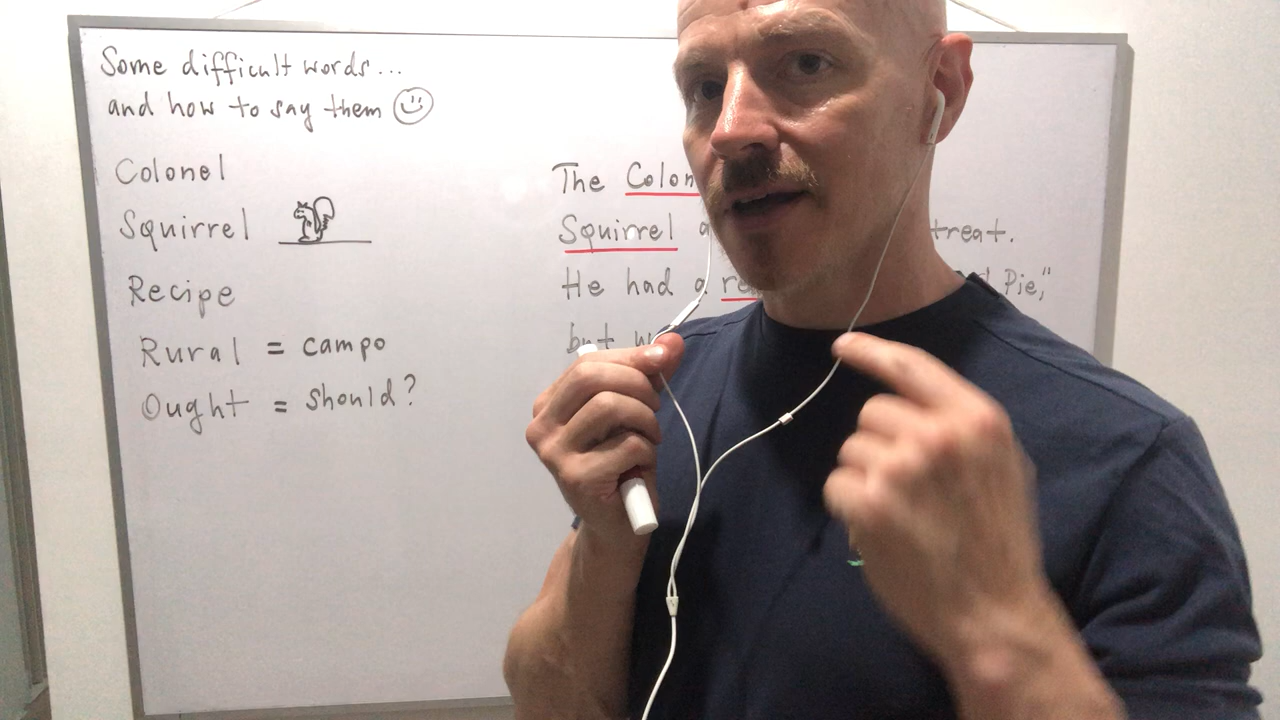 Some difficult words...
and how to say them
Colonel
Squirrel
Recipe
Rural = campo
Ought = should?
The Colon
Squirrel a treat.
He had a re Pie,"
but w